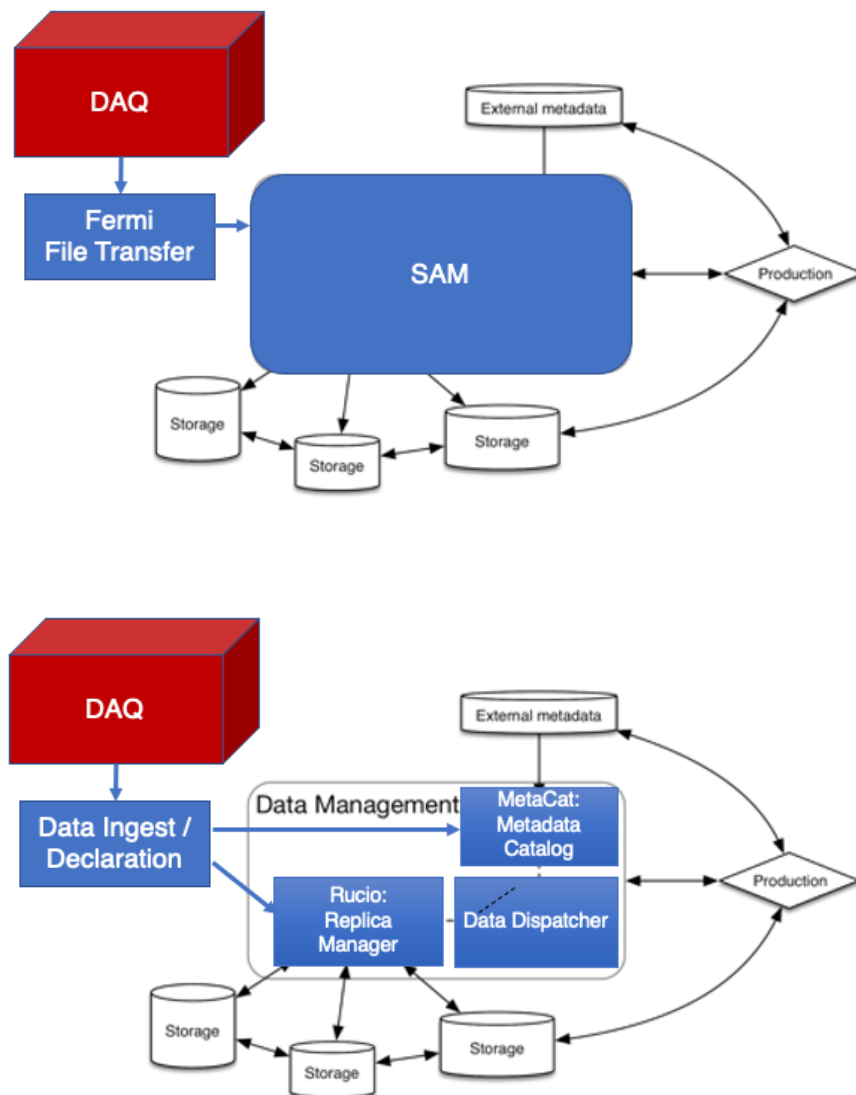 DAQ
External metadata
Fermi
File Transfer
SAM
Production
Storage
Storage
Storage
DAQ
External metadata
Data Management
MetaCat:
Metadata
Catalog
Data Ingest /
Declaration
Rucio:
Replica
Manager
Data Dispatcher
Production
Storage
Storage
Storage